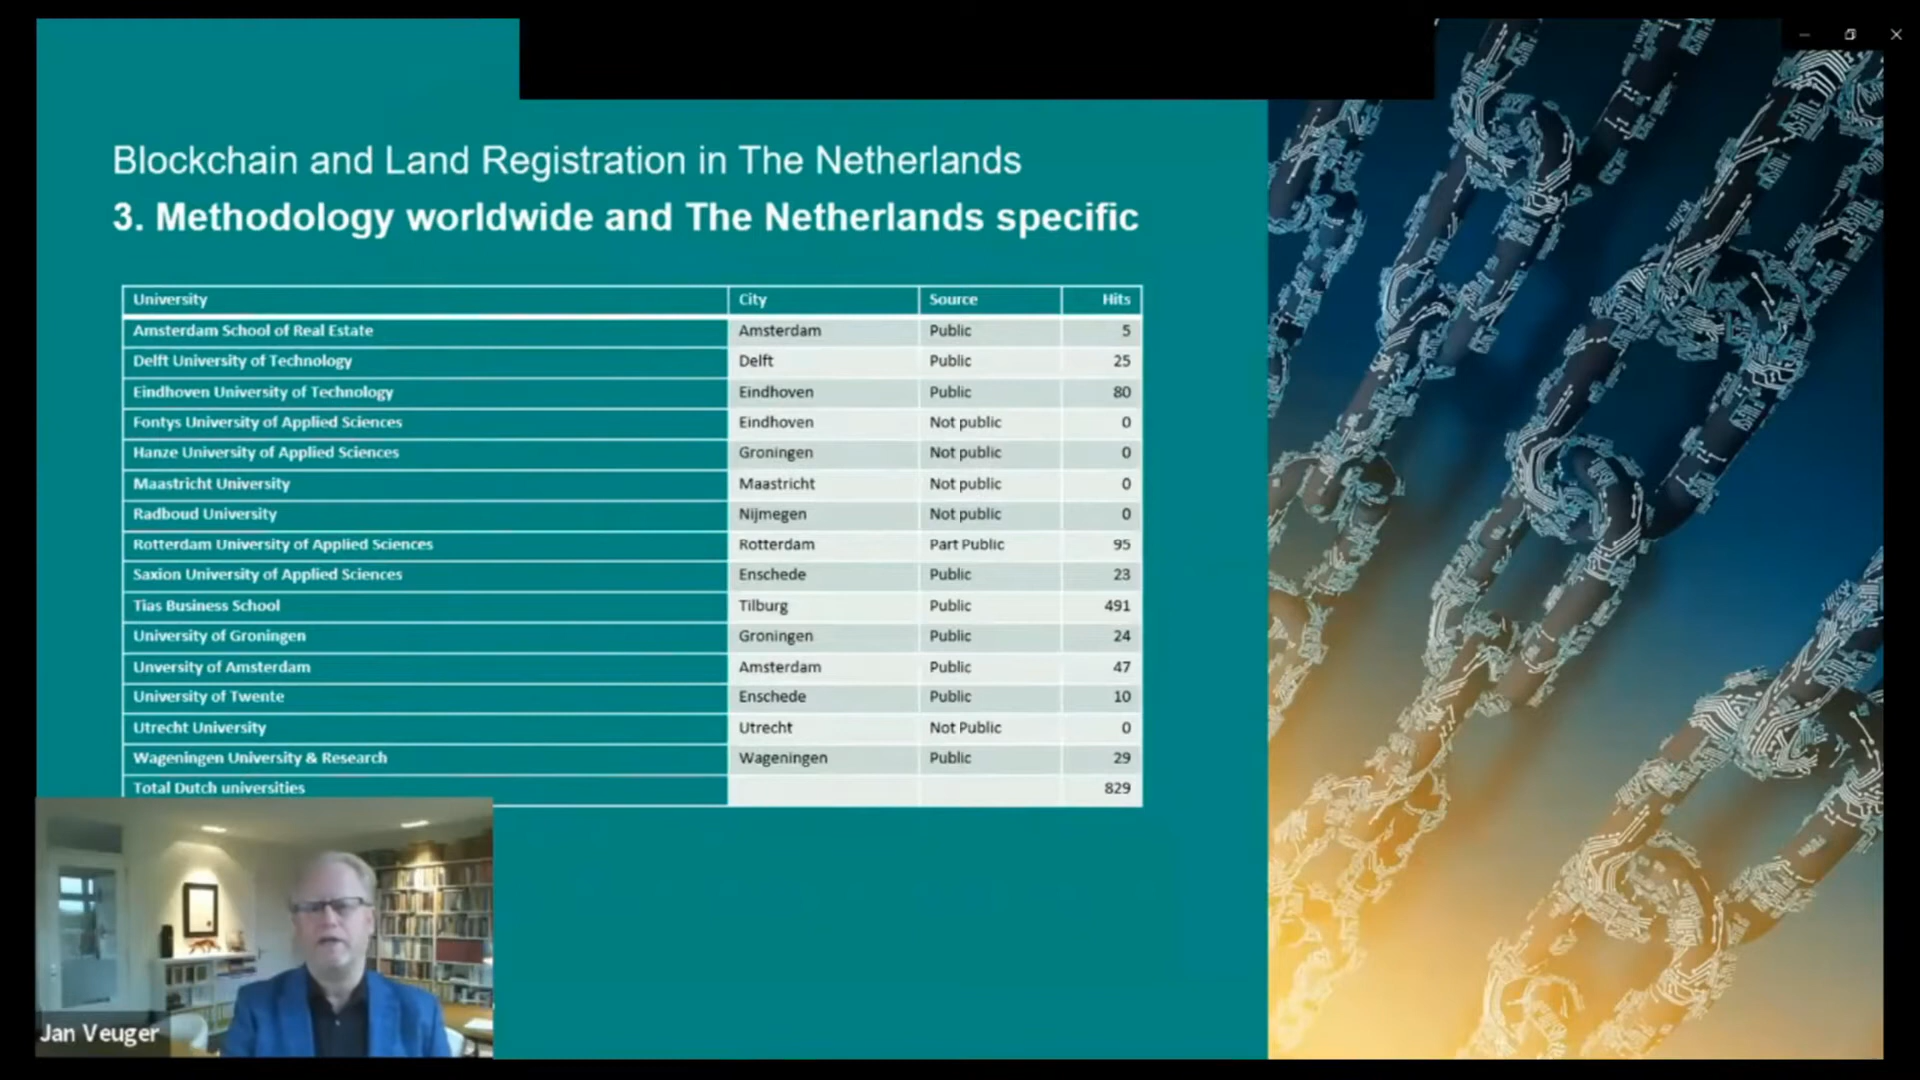 Blockchain and Land Registration in The Netherlands
3. Methodology worldwide and The Netherlands specific
University City Source Hits
Amsterdam School of Real Estate Amsterdam Public 5
Delft University of Technology Delft Public 25
Eindhoven University of Technology Eindhoven Public 80
Fontys University of Applied Sciences Eindhoven Not public 0
Hanze University of Applied Sciences Groningen Not public 0
Maastricht University Maastricht Not public 0
Radboud University Nijmegen Not public 0
Rotterdam University of Applied Sciences Rotterdam Part Public 95
Saxion University of Applied Sciences Enschede Public 23
Tias Business School Tilburg Public 491
University of Groningen Groningen Public 24
Unversity of Amsterdam Amsterdam Public 47
University of Twente Enschede Public 10
Utrecht University Utrecht Not Public 0
Wageningen University & Research Wageningen Public 29
Total Dutch universities 829
Jan Veuger